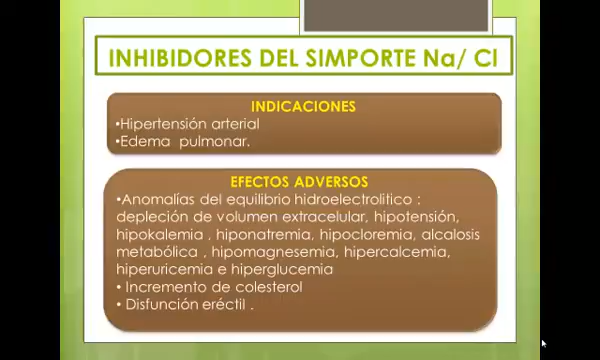 INHIBIDORES DEL SIMPORTE Na/ Cl
INDICACIONES
•Hipertensión arterial
•Edema pulmonar.
EFECTOS ADVERSOS
•Anomalías del equilibrio hidroelectrolitico :
depleción de volumen extracelular, hipotensión,
hipokalemia , hiponatremia, hipocloremia, alcalosis
metabólica , hipomagnesemia, hipercalcemia,
hiperuricemia e hiperglucemia
• Incremento de colesterol
• Disfunción eréctil .